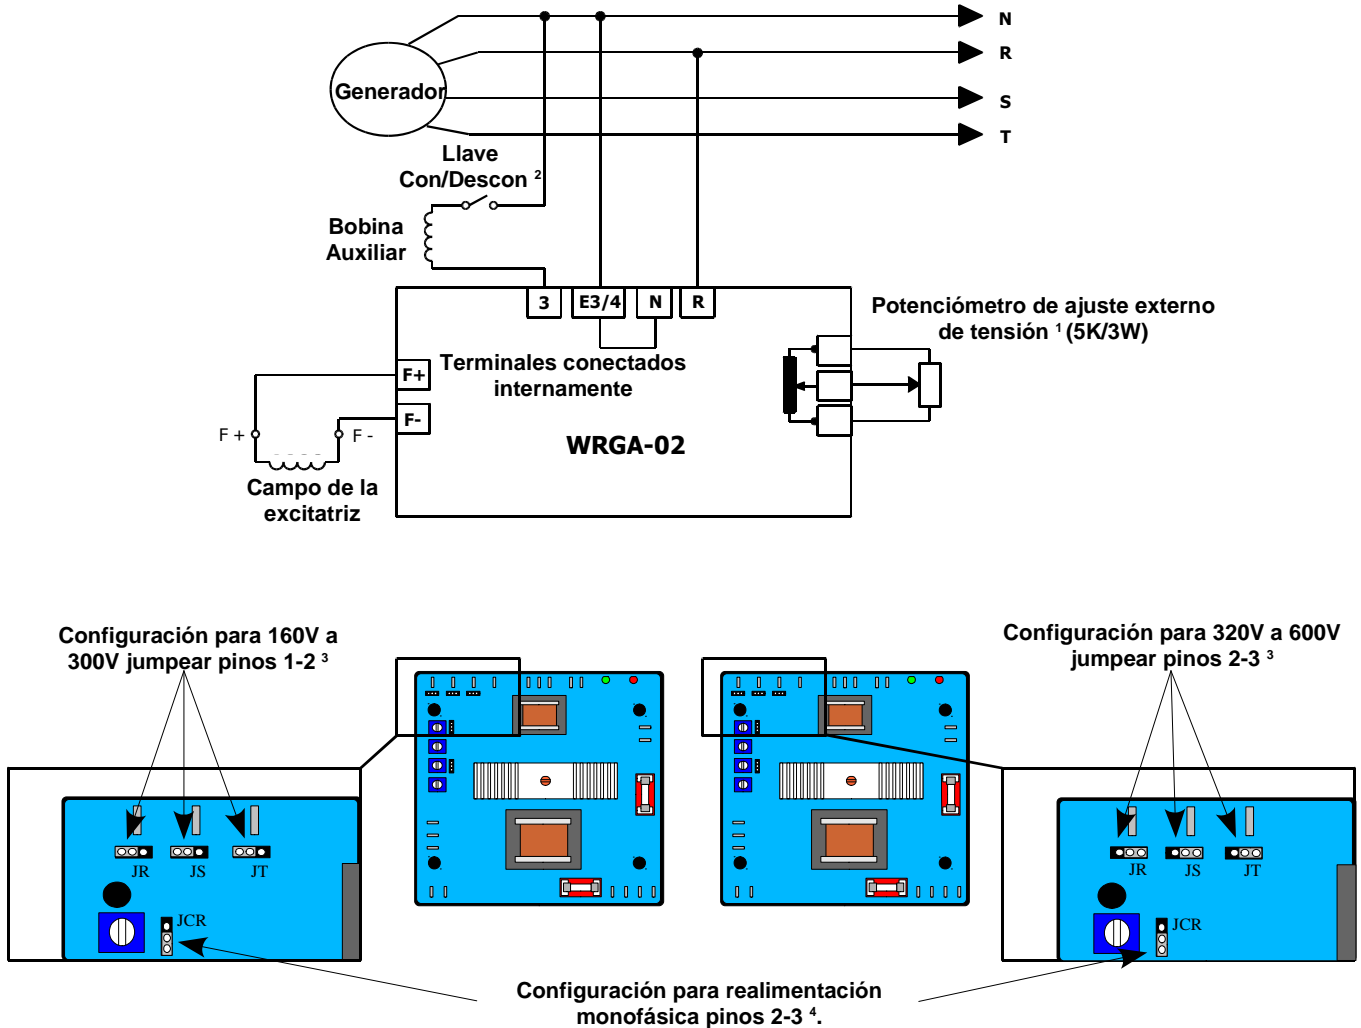 N
R
Generador
S
T
Llave
Con/Descon ²
Bobina
Auxiliar
3 E3/4 N R
Potenciómetro de ajuste externo
de tensión ¹ (5K/3W)
Terminales conectados
internamente
F+
F-
F + F -
WRGA-02
Campo de la
excitatriz
Configuración para 160V a
300V jumpear pinos 1-2 ³
Configuración para 320V a 600V
jumpear pinos 2-3 ³
JR JS JT
JCR
JR JS JT
JCR
Configuración para realimentación
monofásica pinos 2-3 ⁴.